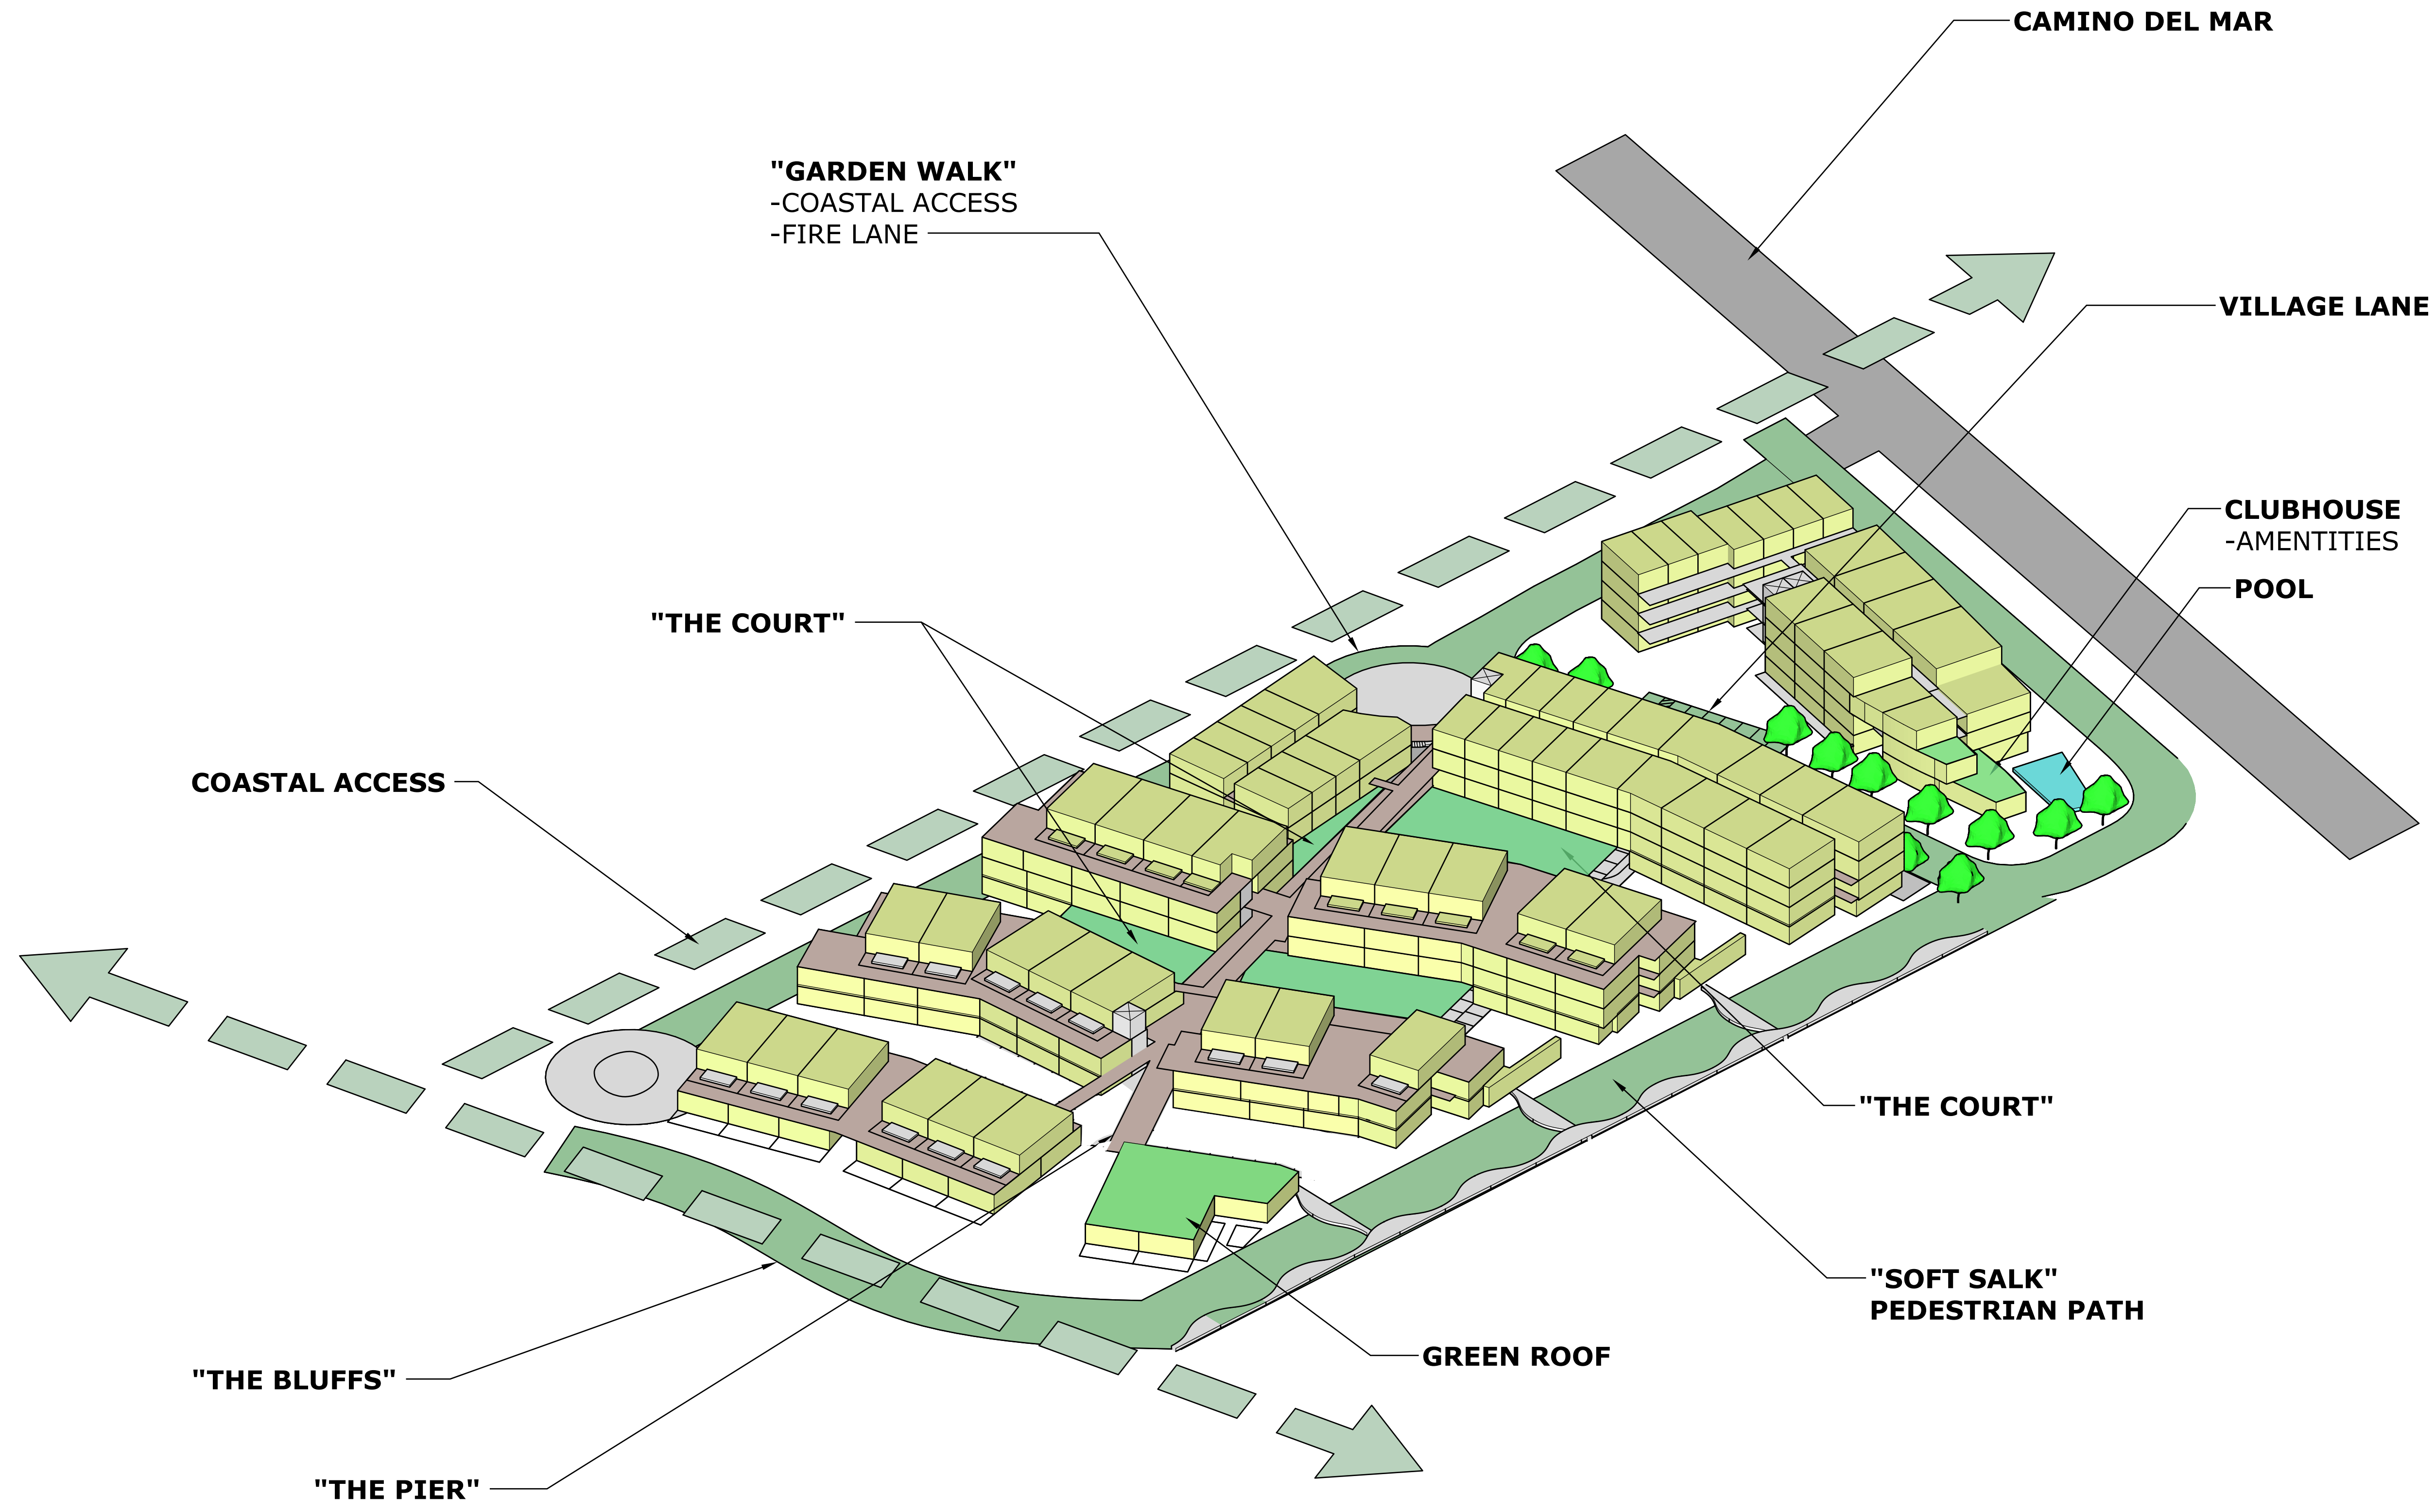 CAMINO DEL MAR
"GARDEN WALK"
-COASTAL ACCESS
-FIRE LANE
VILLAGE LANE
CLUBHOUSE
-AMENTITIES
POOL
"THE COURT"
COASTAL ACCESS
"THE COURT"
"SOFT SALK"
PEDESTRIAN PATH
GREEN ROOF
"THE BLUFFS"
"THE PIER"